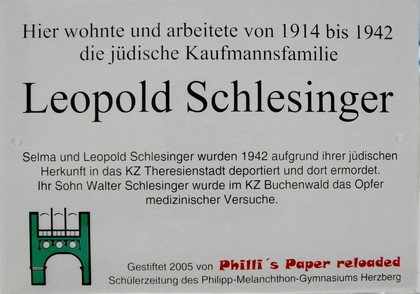 Hier wohnte und arbeitete von 1914 bis 1942
die jüdische Kaufmannsfamilie
Leopold Schlesinger
Selma und Leopold Schlesinger wurden 1942 aufgrund ihrer jüdischen
Herkunft in das KZ Theresienstadt deportiert und dort ermordet.
Ihr Sohn Walter Schlesinger wurde im KZ Buchenwald das Opfer
medizinischer Versuche.
Gestiftet 2005 von Philli´s Paper reloaded
Schülerzeitung des Philipp-Melanchthon-Gymnasiums Herzberg